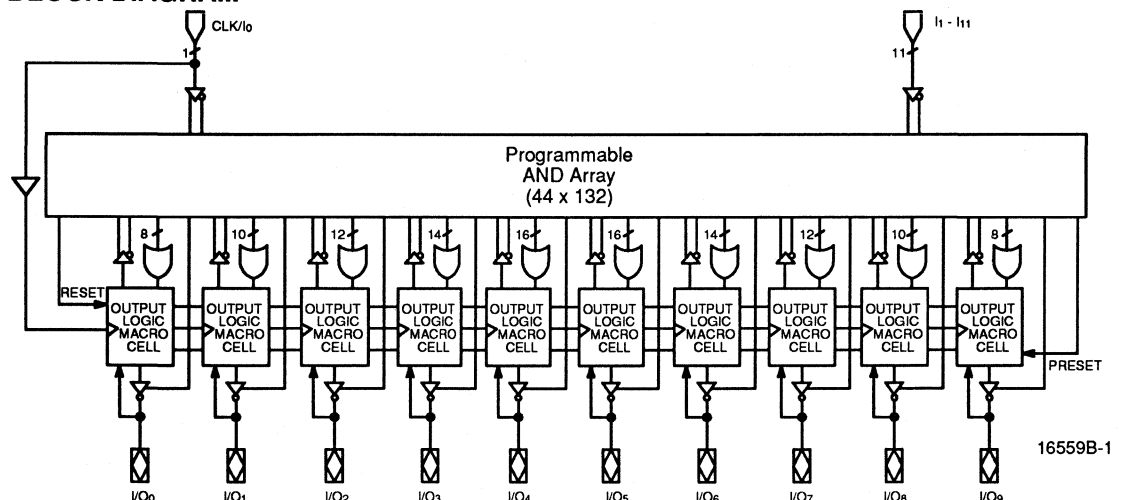 BLOCK DIAGRAM
CLK/I0
I1 - I11
1
11
Programmable
AND Array
(44 x 132)
8 10 12 14 16 16 14 12 10 8
RESET
OUTPUT LOGIC MACRO CELL
OUTPUT LOGIC MACRO CELL
OUTPUT LOGIC MACRO CELL
OUTPUT LOGIC MACRO CELL
OUTPUT LOGIC MACRO CELL
OUTPUT LOGIC MACRO CELL
OUTPUT LOGIC MACRO CELL
OUTPUT LOGIC MACRO CELL
OUTPUT LOGIC MACRO CELL
OUTPUT LOGIC MACRO CELL
PRESET
16559B-1
I/O0 I/O1 I/O2 I/O3 I/O4 I/O5 I/O6 I/O7 I/O8 I/O9